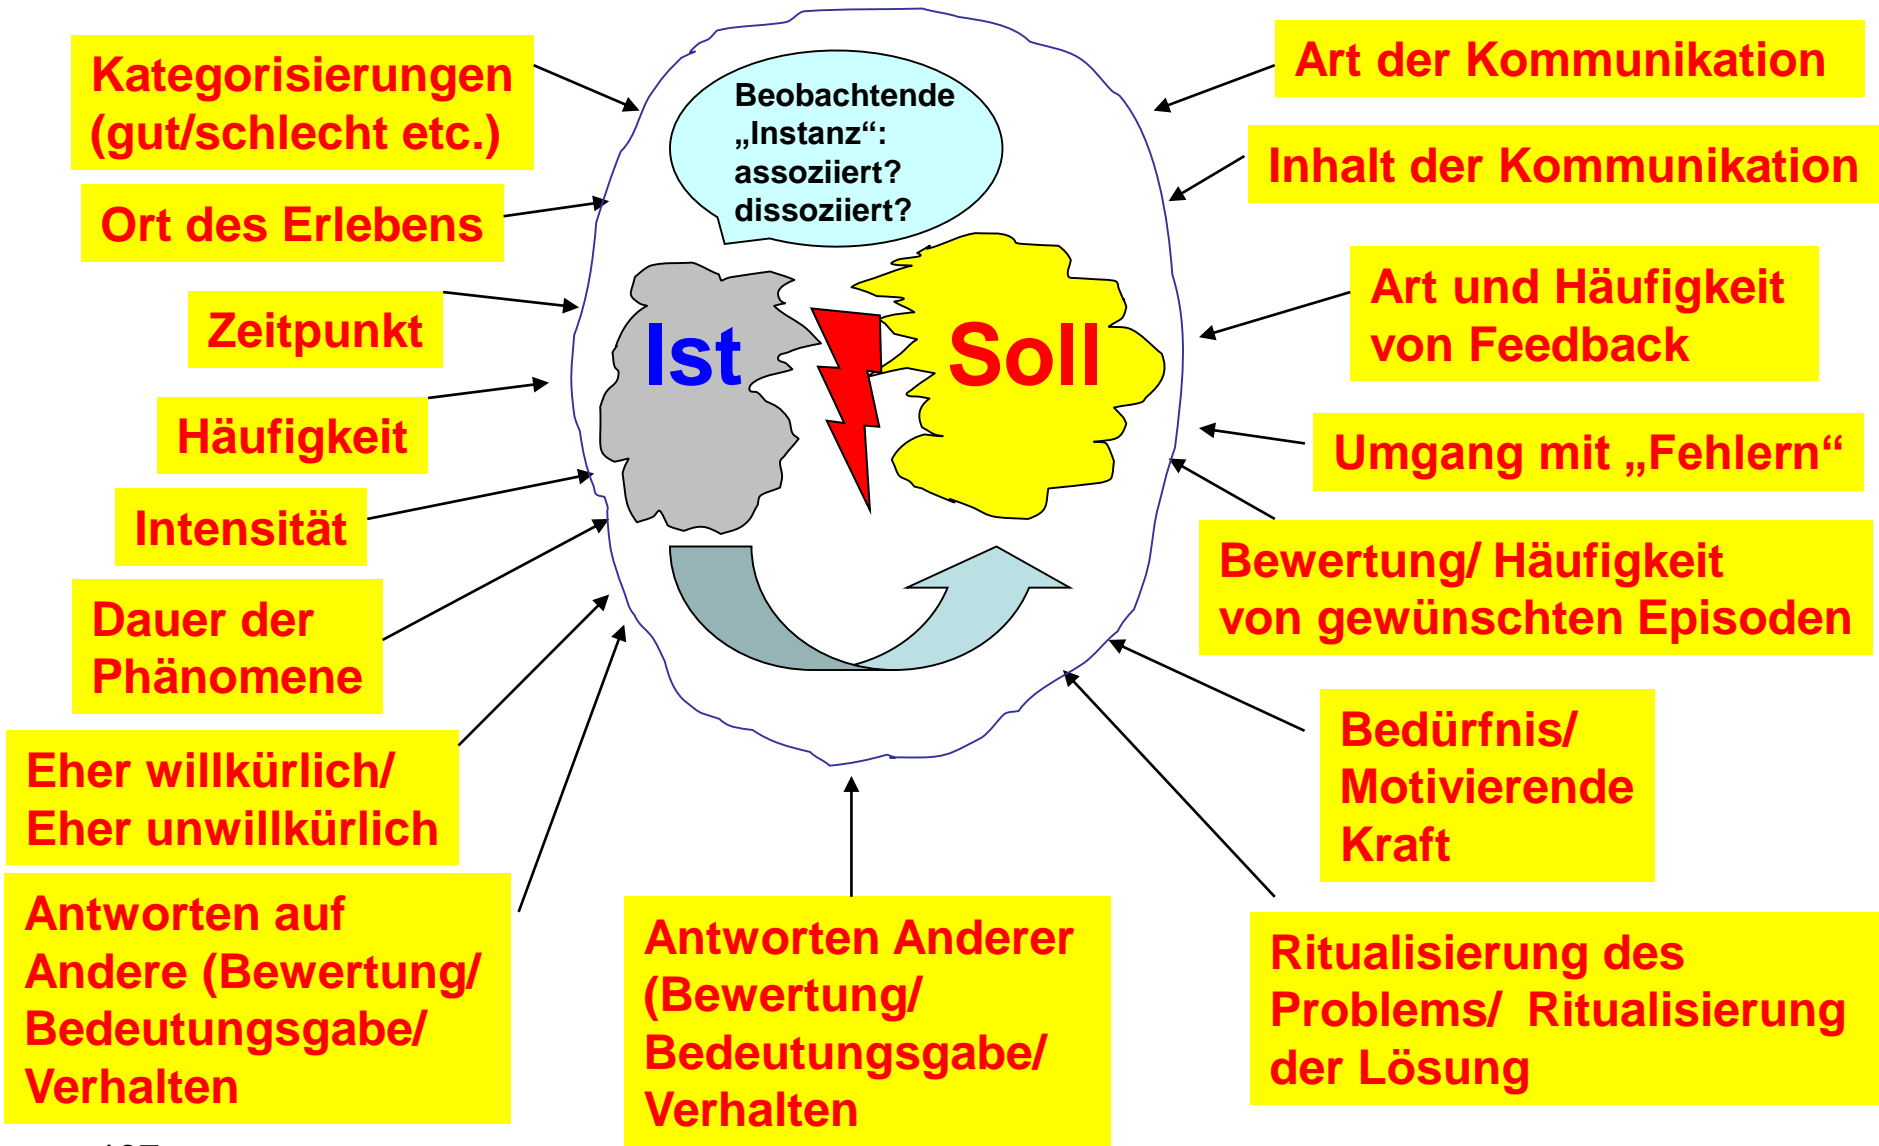 Kategorisierungen
(gut/schlecht etc.)
Ort des Erlebens
Zeitpunkt
Häufigkeit
Intensität
Dauer der
Phänomene
Eher willkürlich/
Eher unwillkürlich
Antworten auf
Andere (Bewertung/
Bedeutungsgabe/
Verhalten
Beobachtende
„Instanz“:
assoziiert?
dissoziiert?
Ist
Soll
Antworten Anderer
(Bewertung/
Bedeutungsgabe/
Verhalten
Art der Kommunikation
Inhalt der Kommunikation
Art und Häufigkeit
von Feedback
Umgang mit „Fehlern“
Bewertung/ Häufigkeit
von gewünschten Episoden
Bedürfnis/
Motivierende
Kraft
Ritualisierung des
Problems/ Ritualisierung
der Lösung